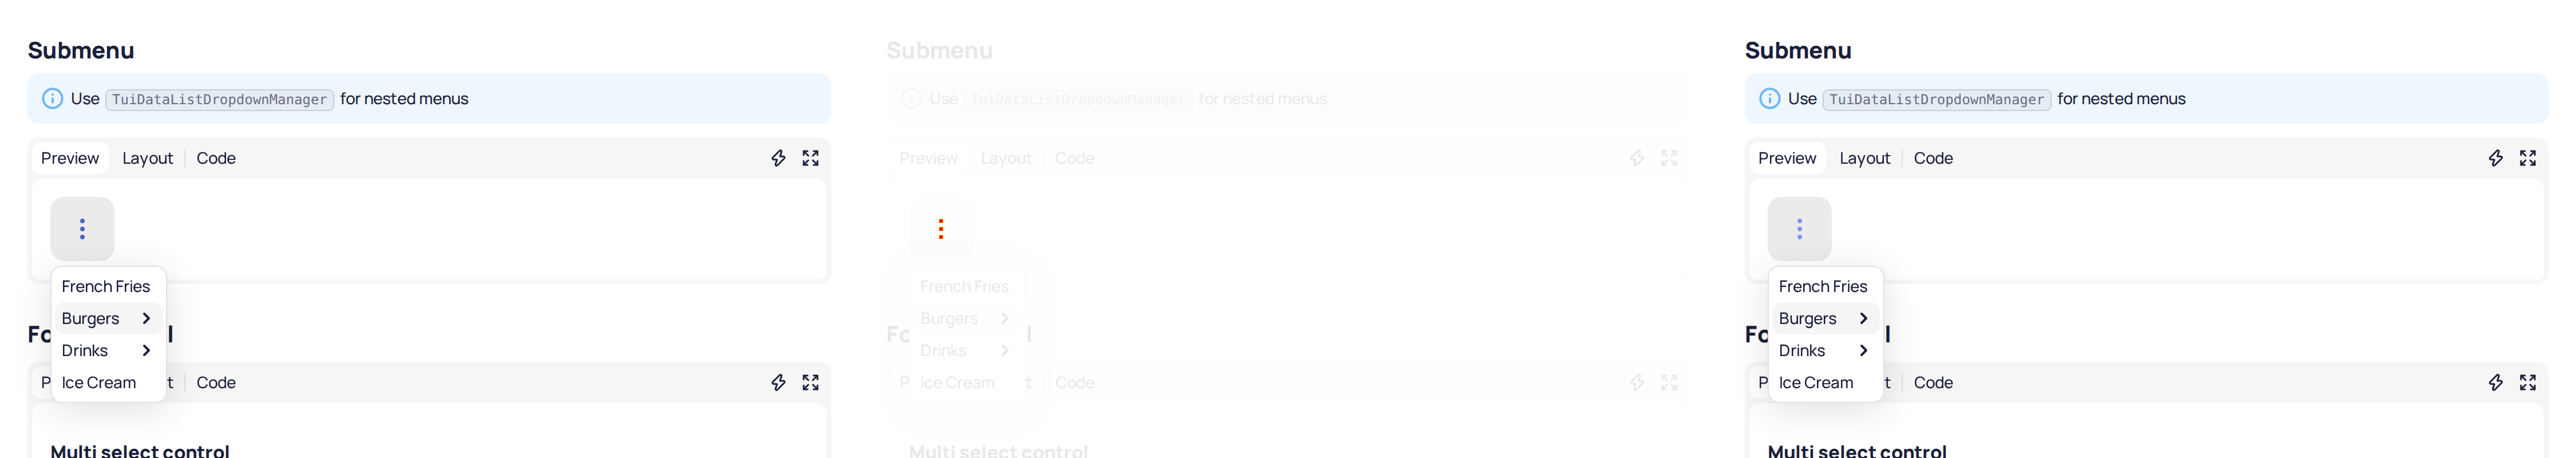 Submenu
Use TuiDataListDropdownManager for nested menus
Preview Layout Code
French Fries
Burgers
Fo l
Drinks
P Ice Cream t Code
Multi select control
Submenu
Use TuiDataListDropdownManager for nested menus
Preview Layout Code
French Fries
Burgers
Fo l
Drinks
P Ice Cream t Code
Multi select control
Submenu
Use TuiDataListDropdownManager for nested menus
Preview Layout Code
French Fries
Burgers
Fo l
Drinks
P Ice Cream t Code
Multi select control